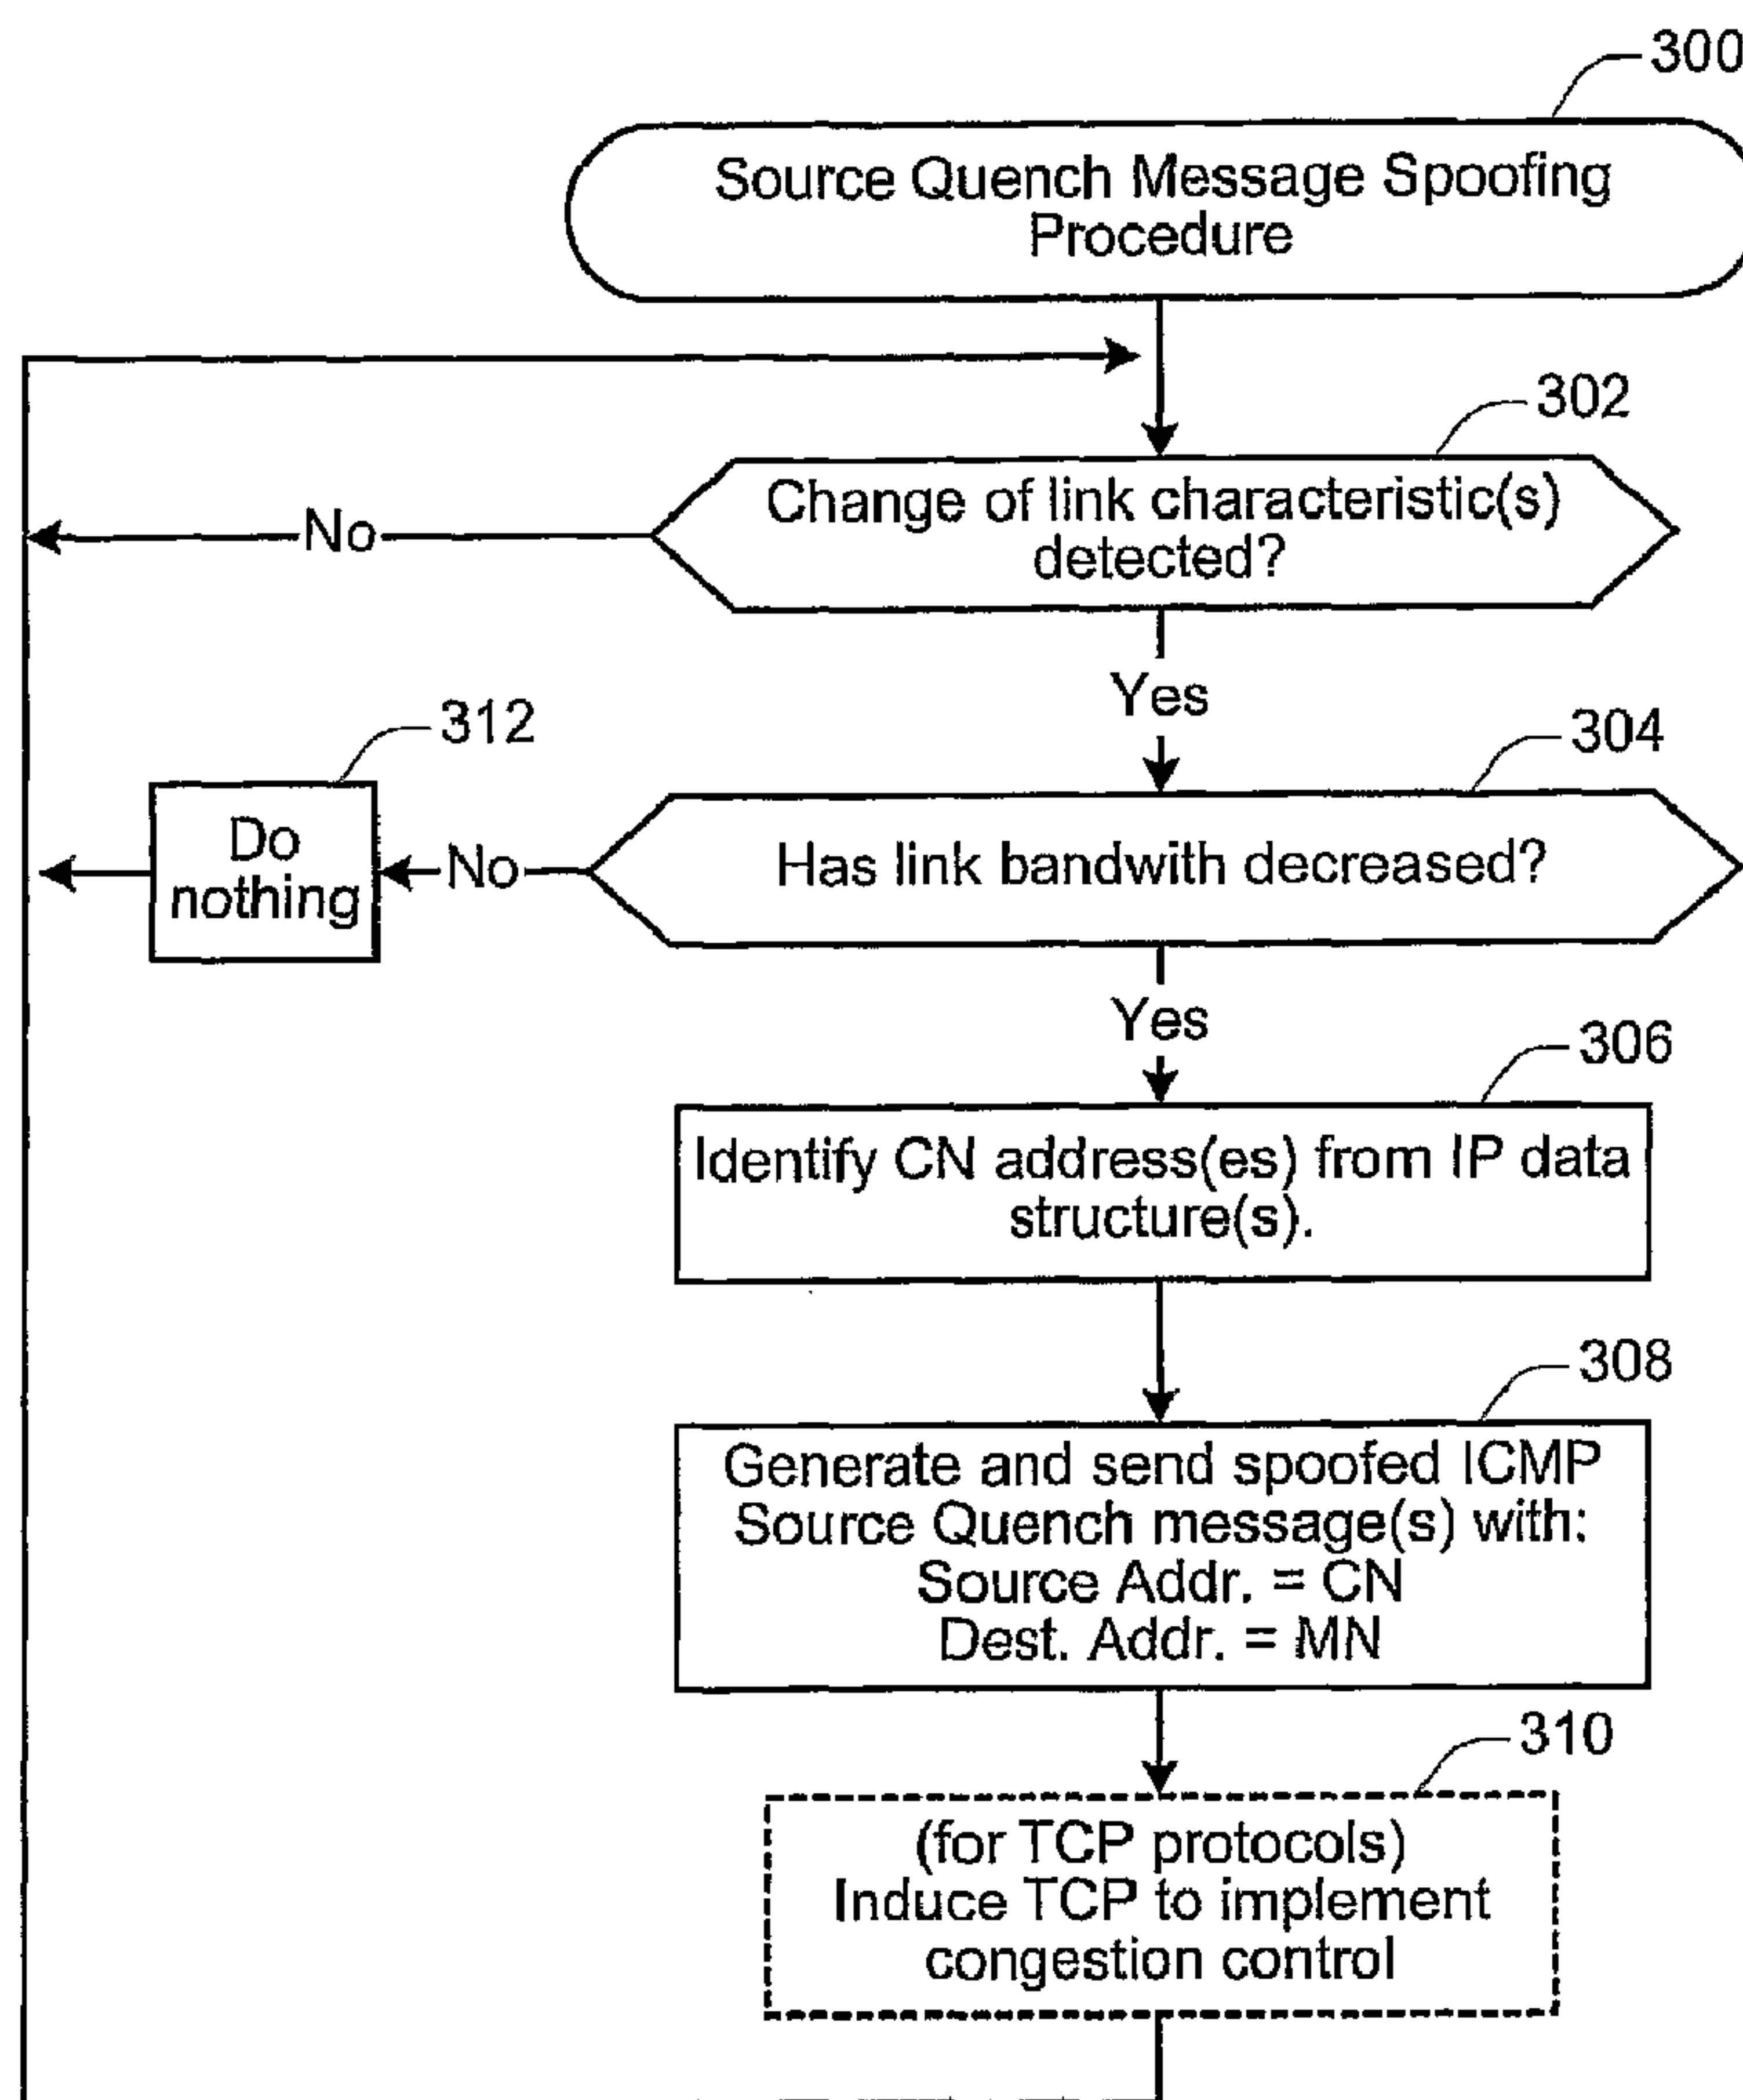 300
Source Quench Message Spoofing
Procedure
302
Change of link characteristic(s)
detected?
No
Yes
312
304
Do
nothing
No
Has link bandwith decreased?
Yes
306
Identify CN address(es) from IP data
structure(s).
308
Generate and send spoofed ICMP
Source Quench message(s) with:
Source Addr. = CN
Dest. Addr. = MN
310
(for TCP protocols)
Induce TCP to implement
congestion control